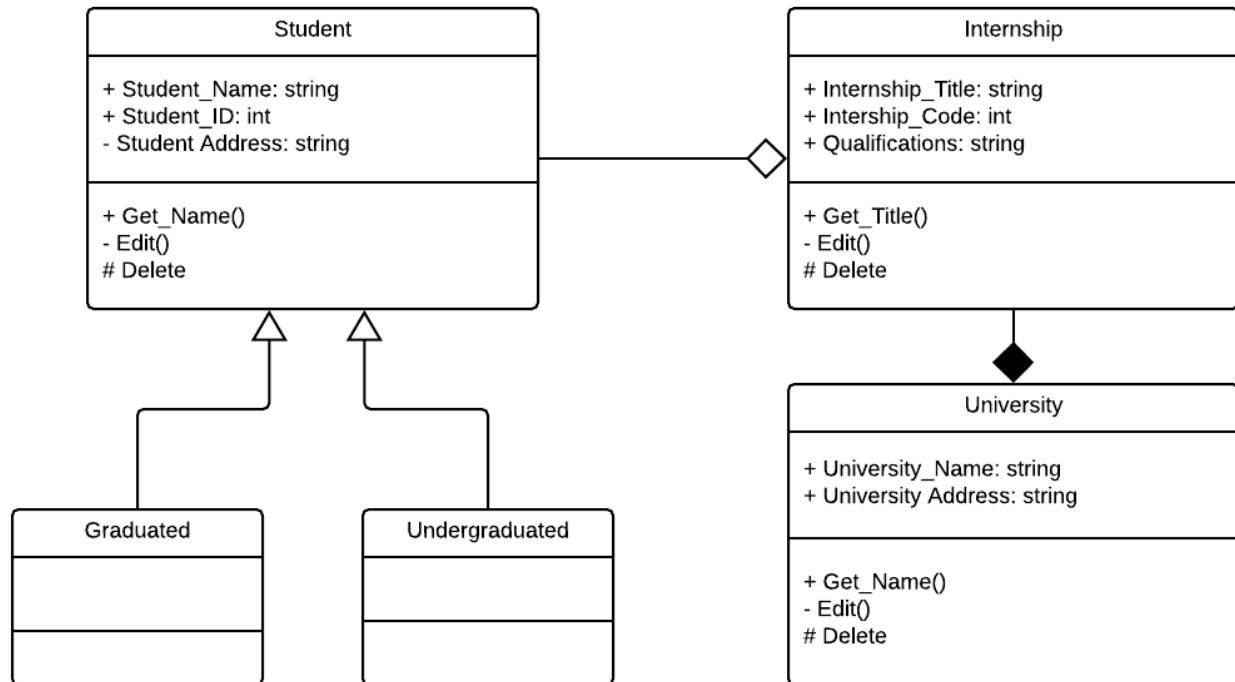 Student
+ Student_Name: string
+ Student_ID: int
- Student Address: string
+ Get_Name()
- Edit()
# Delete
Internship
+ Internship_Title: string
+ Intership_Code: int
+ Qualifications: string
+ Get_Title()
- Edit()
# Delete
Graduated
Undergraduated
University
+ University_Name: string
+ University Address: string
+ Get_Name()
- Edit()
# Delete